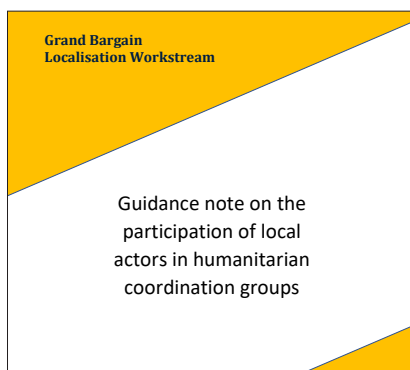 Grand Bargain
Localisation Workstream
Guidance note on the
participation of local
actors in humanitarian
coordination groups